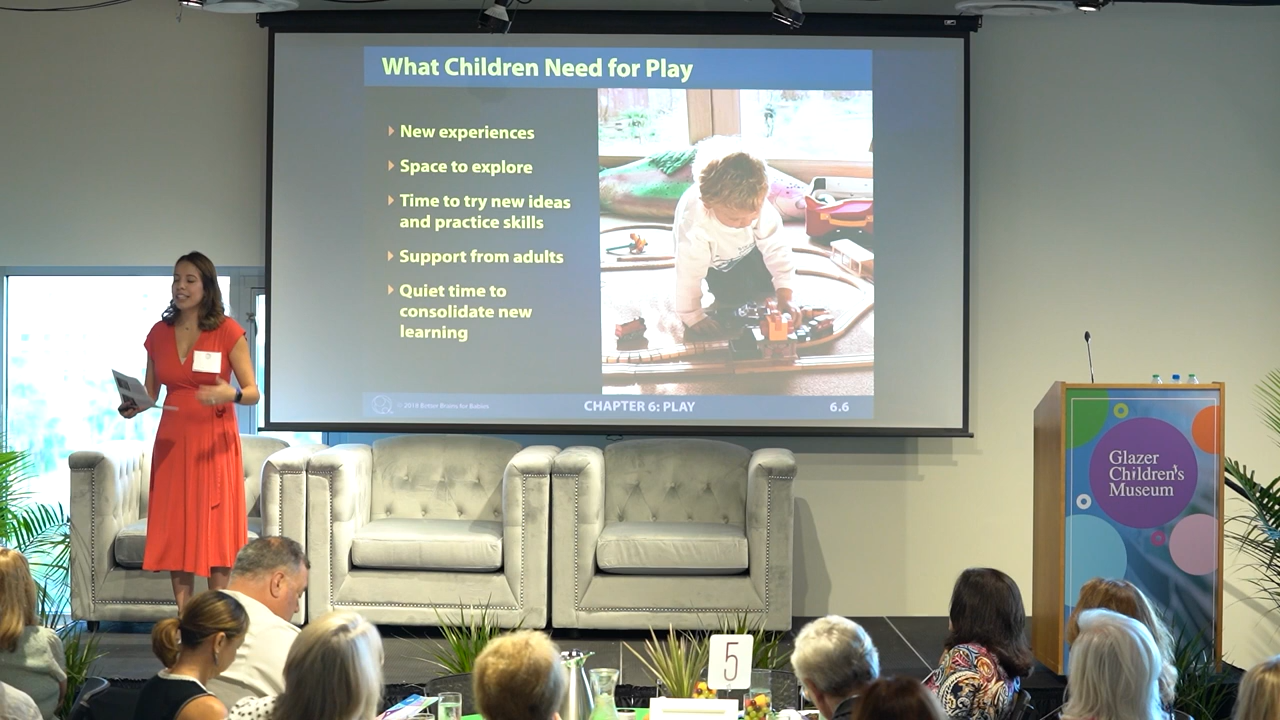 What Children Need for Play
New experiences
Space to explore
Time to try new ideas
and practice skills
Support from adults
Quiet time to
consolidate new
learning
© 2018 Better Brains for Babies
CHAPTER 6: PLAY
6.6
Glazer
Children's
Museum
5